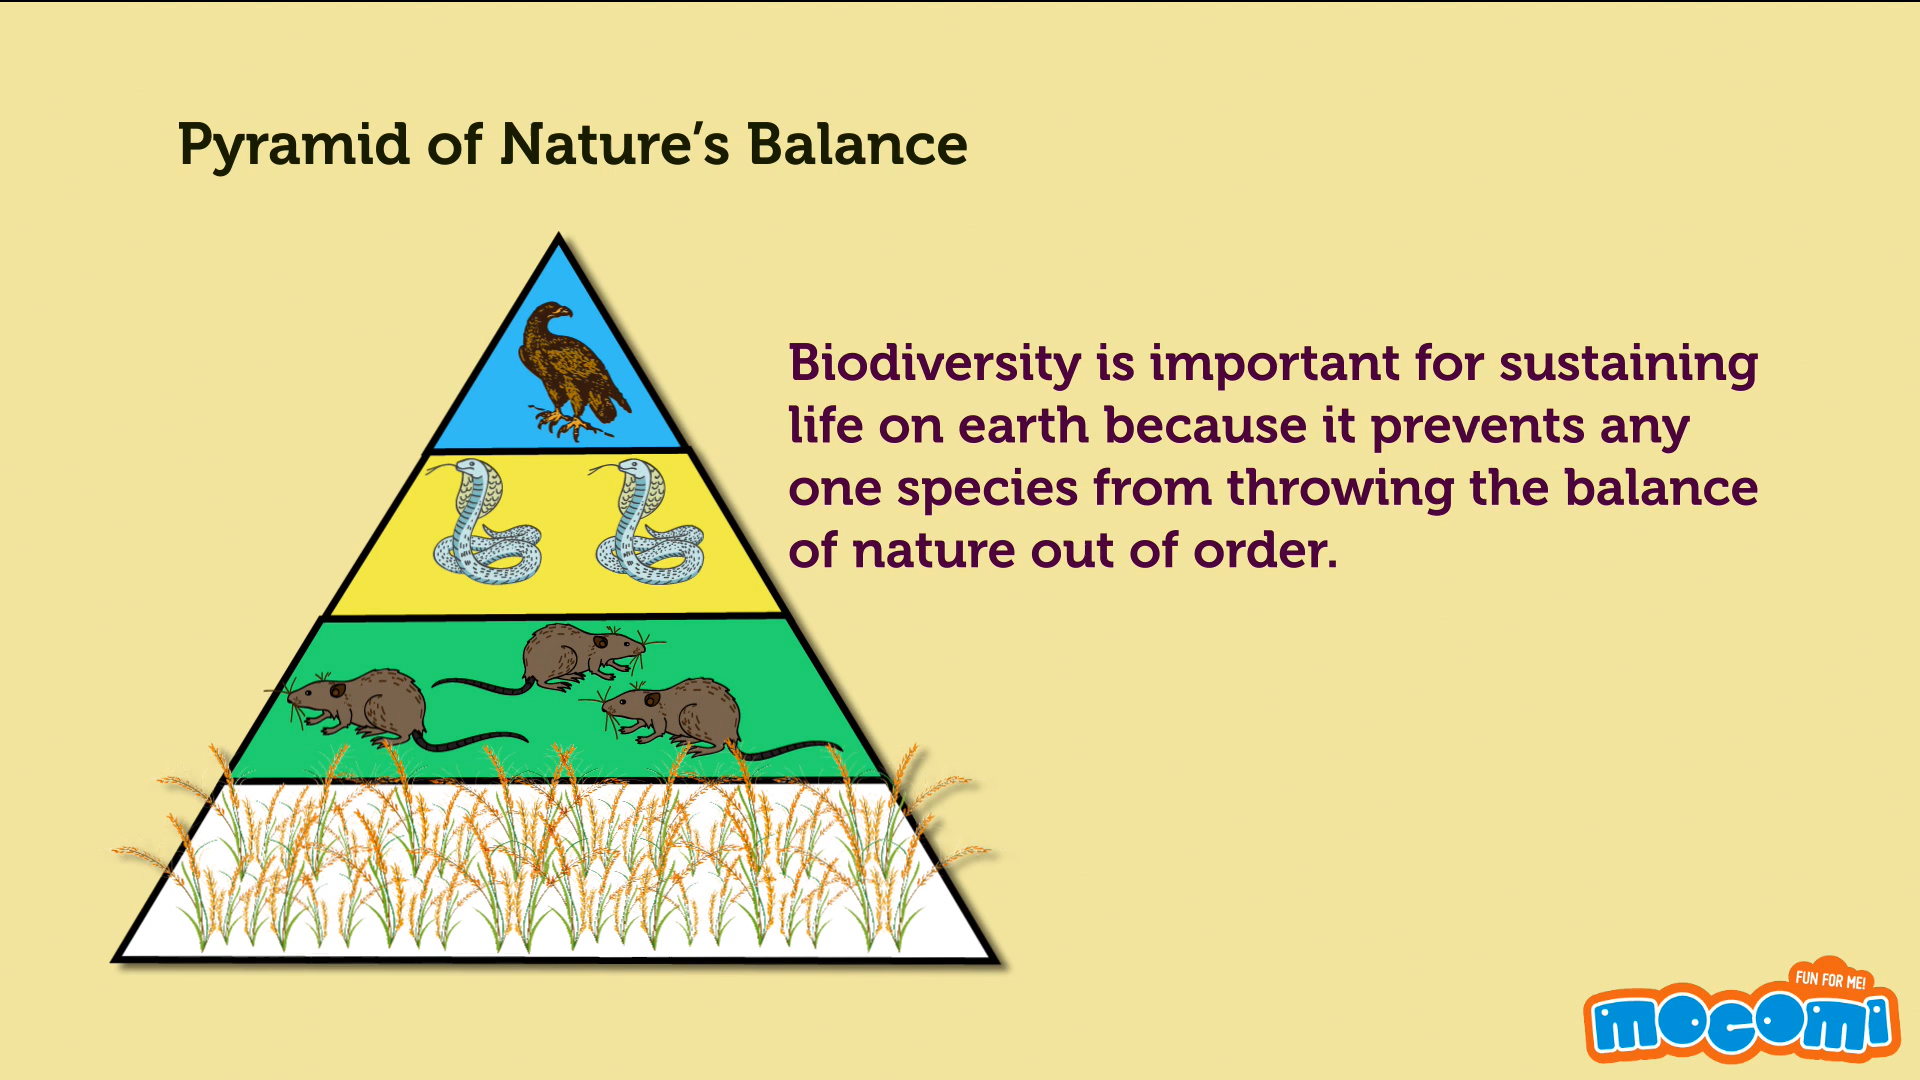 Pyramid of Nature’s Balance
Biodiversity is important for sustaining
life on earth because it prevents any
one species from throwing the balance
of nature out of order.
FUN FOR ME!
mocomi